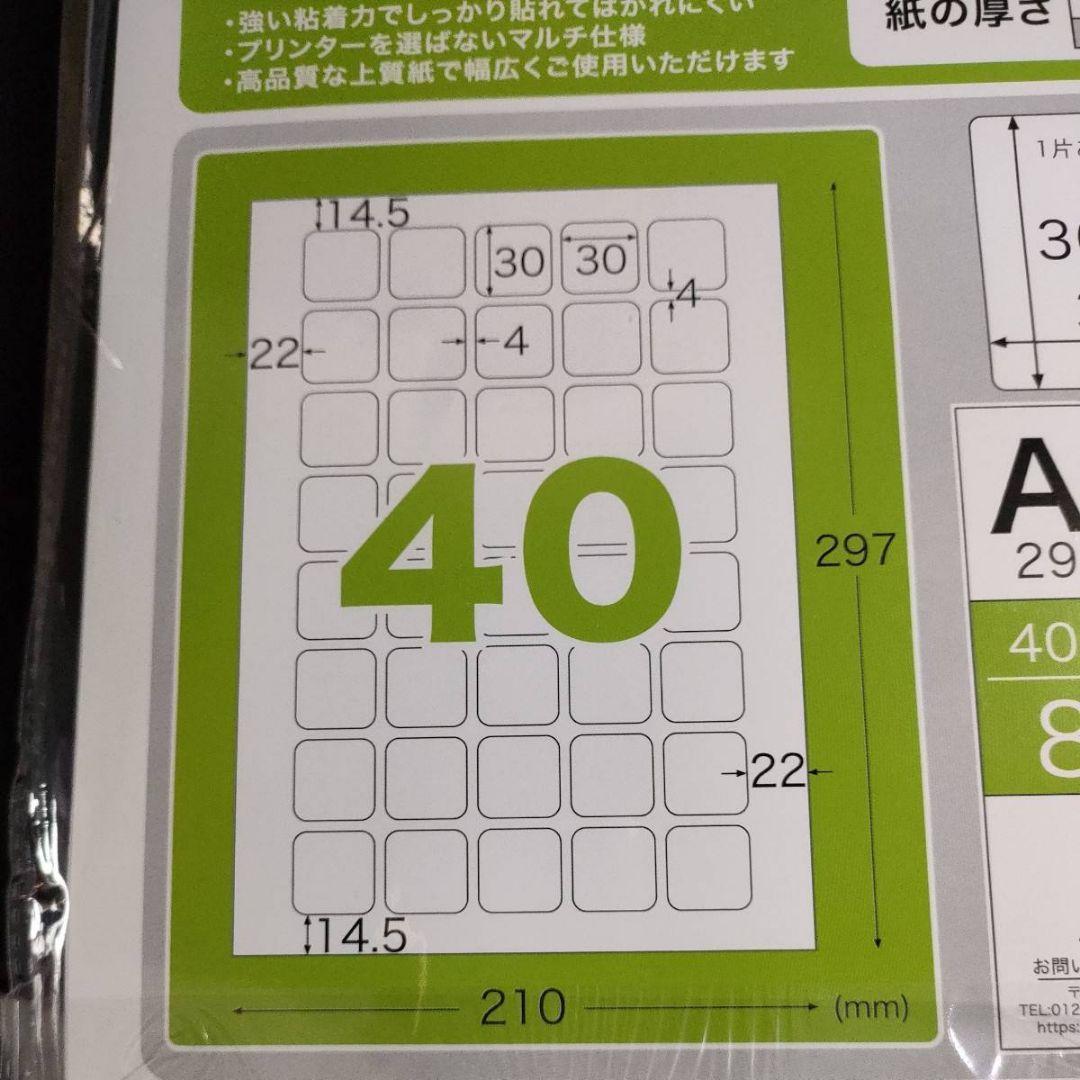 ・強い粘着力でしっかり貼れてはがれにくい
・プリンターを選ばないマルチ仕様
・高品質な上質紙で幅広くご使用いただけます
紙の厚さ
14.5
30
30
4
22
4
40
297
22
14.5
210
(mm)
1片
30
A
29
40
8
お問い
〒
TEL:012
https: